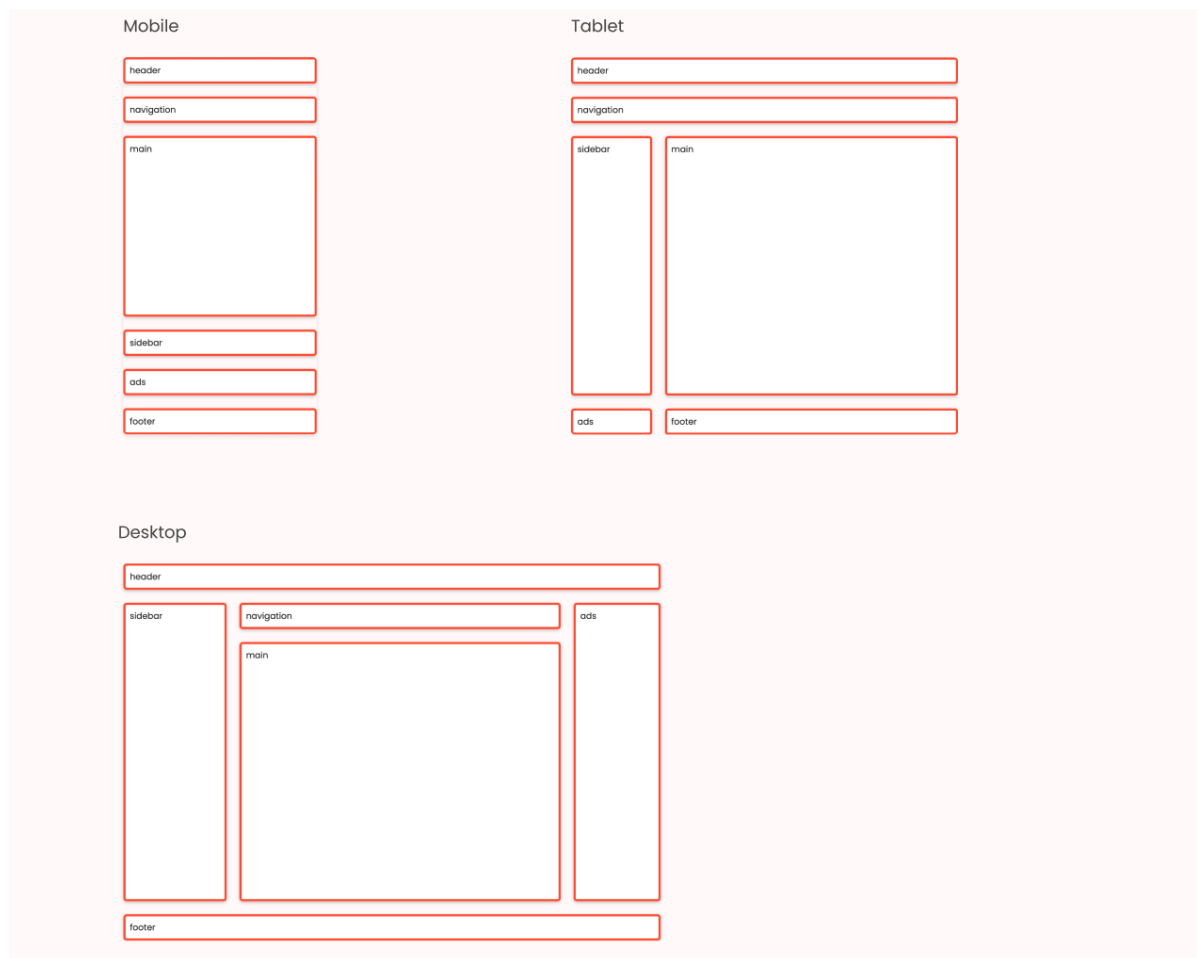 Mobile
header
navigation
main
sidebar
ads
footer
Tablet
header
navigation
sidebar
main
ads
footer
Desktop
header
sidebar
navigation
ads
main
footer